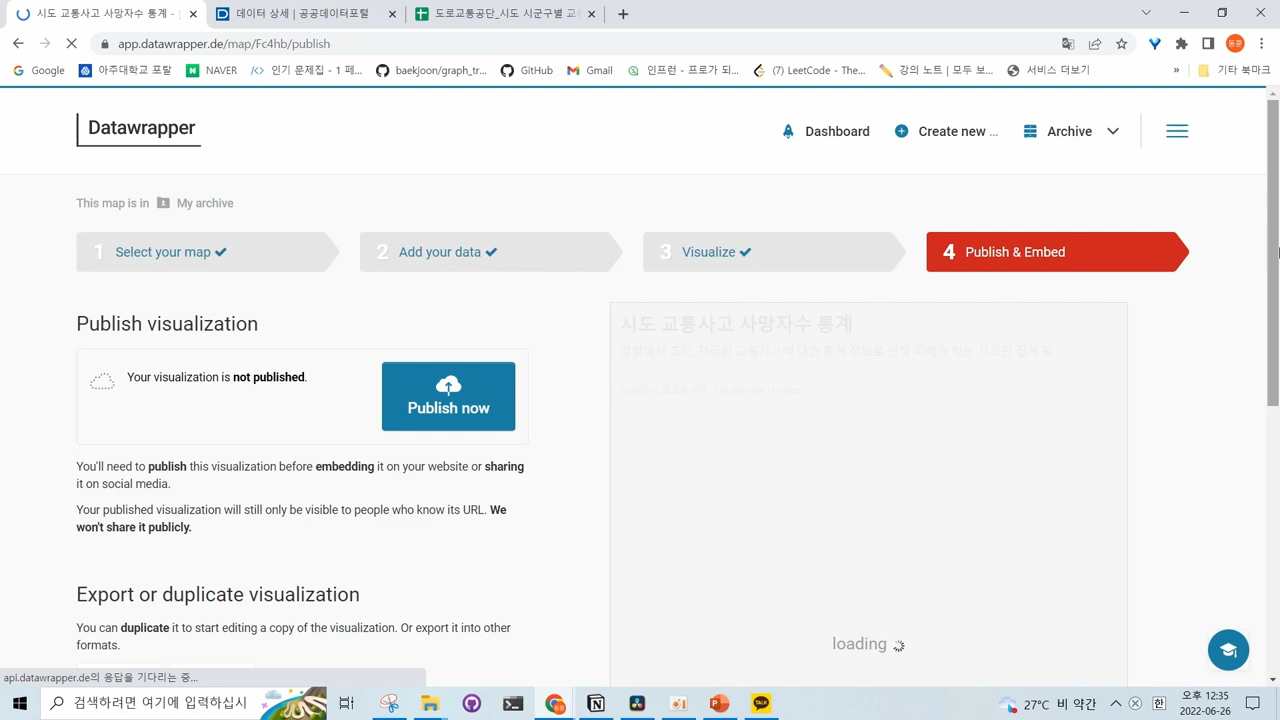 시도 교통사고 사망자수 통계 -
데이터 상세 | 공공데이터포털
도로교통공단_시도 시군구별 교
app.datawrapper.de/map/Fc4hb/publish
동훈
Google
아주대학교 포탈
NAVER
인기 문제집 - 1 페...
baekjoon/graph_tr...
GitHub
Gmail
인프런 - 프로가 되...
(7) LeetCode - The...
강의 노트 | 모두 보...
서비스 더보기
»
기타 북마크
Datawrapper
Dashboard
Create new ...
Archive
This map is in My archive
1 Select your map
2 Add your data
3 Visualize
4 Publish & Embed
Publish visualization
시도 교통사고 사망자수 통계
Your visualization is not published.
Publish now
You'll need to publish this visualization before embedding it on your website or sharing
it on social media.
Your published visualization will still only be visible to people who know its URL. We
won't share it publicly.
Export or duplicate visualization
You can duplicate it to start editing a copy of the visualization. Or export it into other
formats.
loading
api.datawrapper.de의 응답을 기다리는 중...
검색하려면 여기에 입력하십시
TALK
27°C 비 약간
한
오후 12:35
2022-06-26